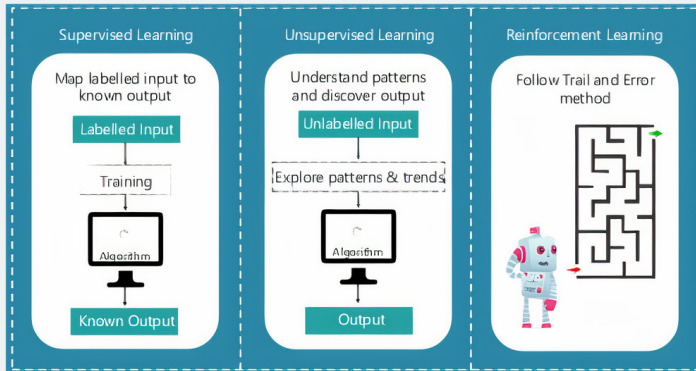 Supervised Learning
Map labelled input to
known output
Labelled Input
Training
Algorithm
Known Output
Unsupervised Learning
Understand patterns
and discover output
Unlabelled Input
Explore patterns & trends
Algorithm
Output
Reinforcement Learning
Follow Trail and Error
method